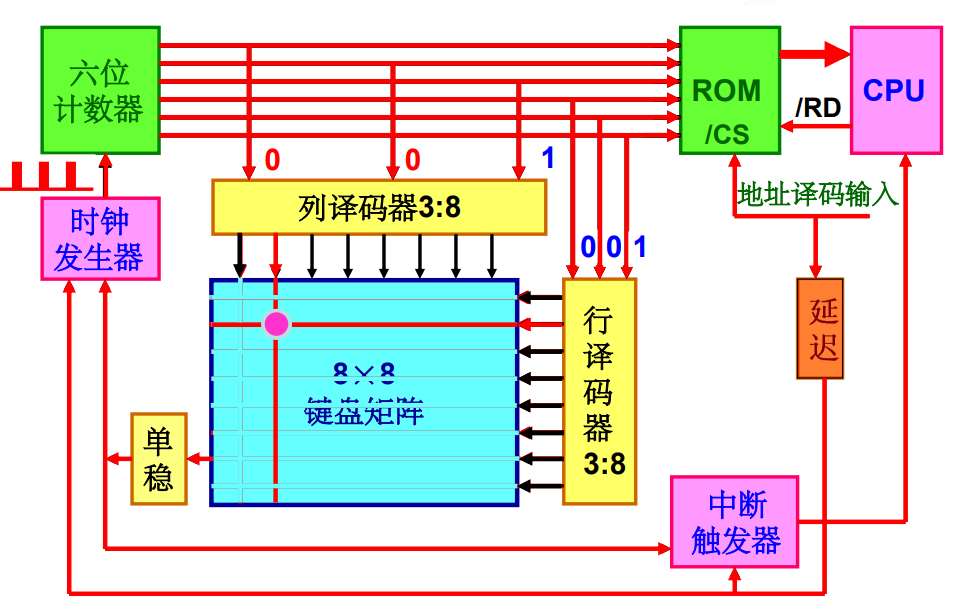 六位
计数器
ROM
/CS
CPU
/RD
0
0
1
地址译码输入
时钟
发生器
列译码器3:8
0 0 1
延
迟
行
译
码
器
3:8
8×8
键盘矩阵
单
稳
中断
触发器